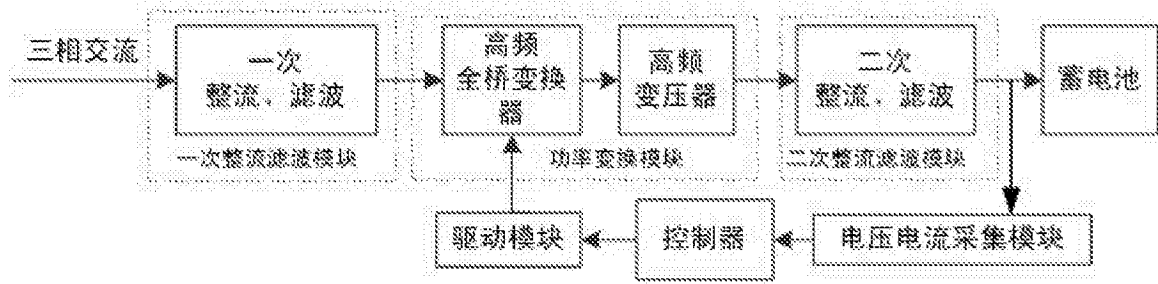 三相交流
一次
整流、滤波
高频
全桥变换
器
高频
变压器
二次
整流、滤波
蓄电池
一次整流滤波模块
功率变换模块
二次整流滤波模块
驱动模块
控制器
电压电流采集模块